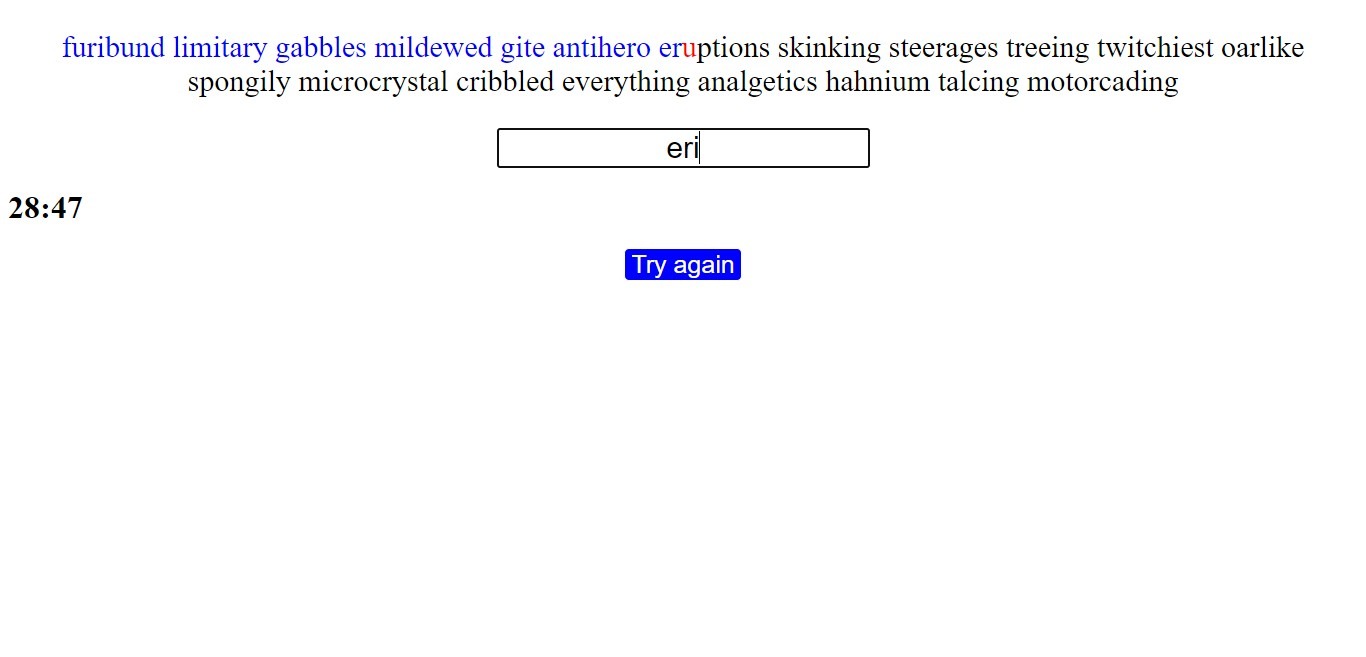 furibund limitary gabbles mildewed gite antihero eruptions skinking steerages treeing twitchiest oarlike
spongily microcrystal cribbled everything analgetics hahnium talcing motorcading
eri
28:47
Try again